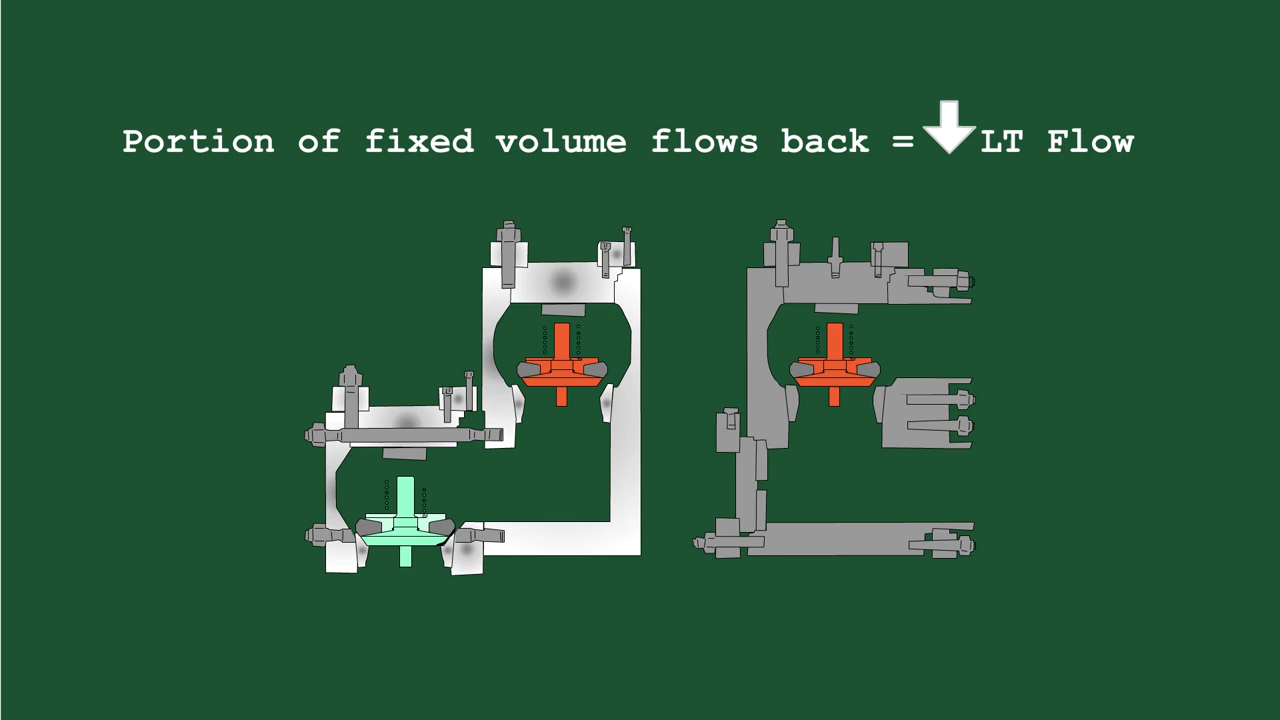 Portion of fixed volume flows back = ↓ LT Flow